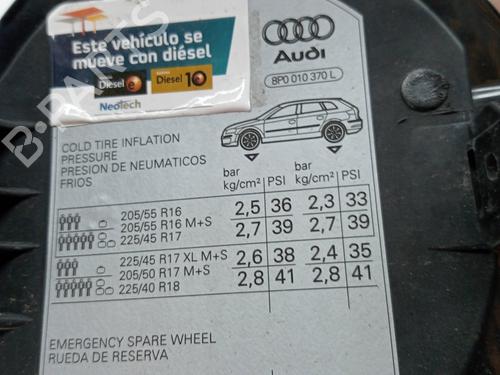 Este vehículo se
mueve con diésel
Diesel e
Diesel 10
NeoTech
Audi
8P0 010 370 L
B-PARTS
COLD TIRE INFLATION
PRESSURE
PRESION DE NEUMATICOS
FRIOS
bar kg/cm² PSI bar kg/cm² PSI
205/55 R16 2,5 36 2,3 33
205/55 R16 M+S
225/45 R17 2,7 39 2,7 39
225/45 R17 XL M+S 2,6 38 2,4 35
205/50 R17 M+S
225/40 R18 2,8 41 2,8 41
EMERGENCY SPARE WHEEL
RUEDA DE RESERVA